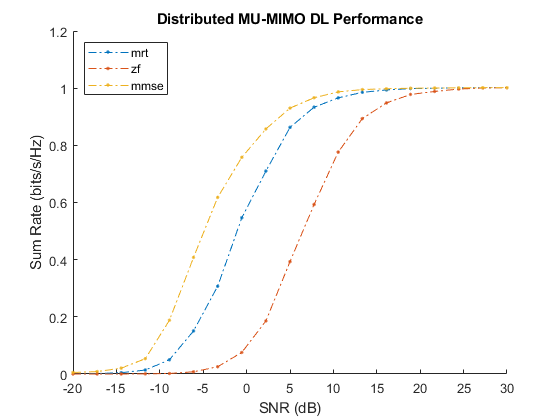 Distributed MU-MIMO DL Performance
mrt
zf
mmse
Sum Rate (bits/s/Hz)
1.2
1
0.8
0.6
0.4
0.2
0
-20 -15 -10 -5 0 5 10 15 20 25 30
SNR (dB)